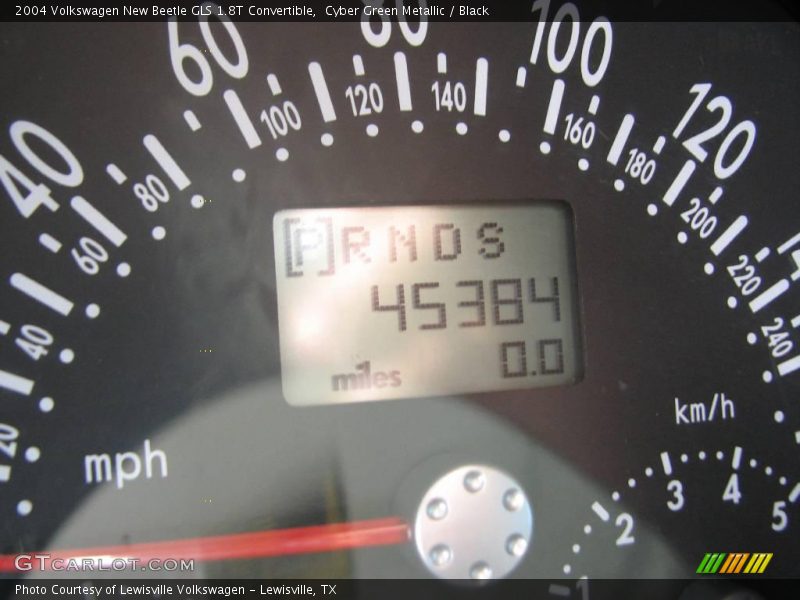 2004 Volkswagen New Beetle GLS 1.8T Convertible,  Cyber Green Metallic / Black
40 60 80 100 120
20 40 60 80 100 120 140 160 180 200 220 240
[P] R N D S
45384
0.0
miles
mph
km/h
1 2 3 4 5
GTCARLOT.COM
Photo Courtesy of Lewisville Volkswagen - Lewisville, TX